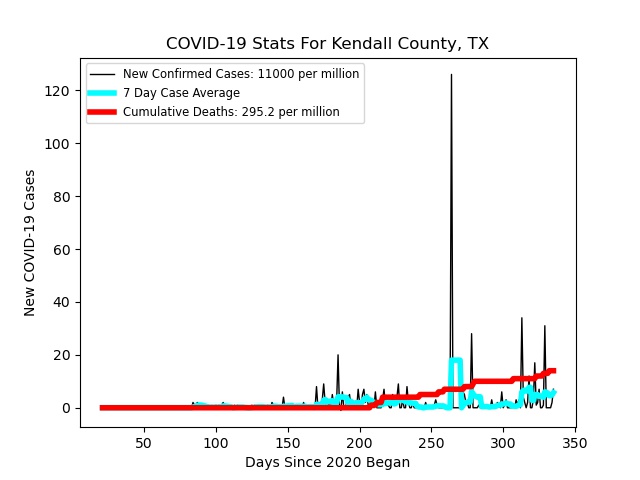 COVID-19 Stats For Kendall County, TX
New Confirmed Cases: 11000 per million
7 Day Case Average
Cumulative Deaths: 295.2 per million
New COVID-19 Cases
120
100
80
60
40
20
0
50 100 150 200 250 300 350
Days Since 2020 Began